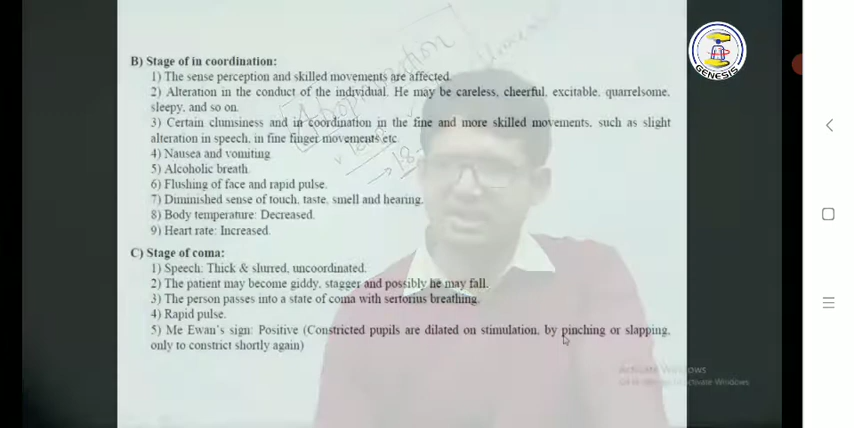 GENESIS
B) Stage of in coordination:
1) The sense perception and skilled movements are affected.
2) Alteration in the conduct of the individual. He may be careless, cheerful, excitable, quarrelsome,
sleepy, and so on.
3) Certain clumsiness and in coordination in the fine and more skilled movements, such as slight
alteration in speech, in fine finger movements etc
4) Nausea and vomiting
5) Alcoholic breath.
6) Flushing of face and rapid pulse.
7) Diminished sense of touch, taste, smell and hearing.
8) Body temperature: Decreased.
9) Heart rate: Increased.
C) Stage of coma:
1) Speech: Thick & slurred, uncoordinated.
2) The patient may become giddy, stagger and possibly he may fall.
3) The person passes into a state of coma with sertorius breathing.
4) Rapid pulse.
5) Mc Ewan's sign: Positive (Constricted pupils are dilated on stimulation, by pinching or slapping,
only to constrict shortly again)
Activate Windows